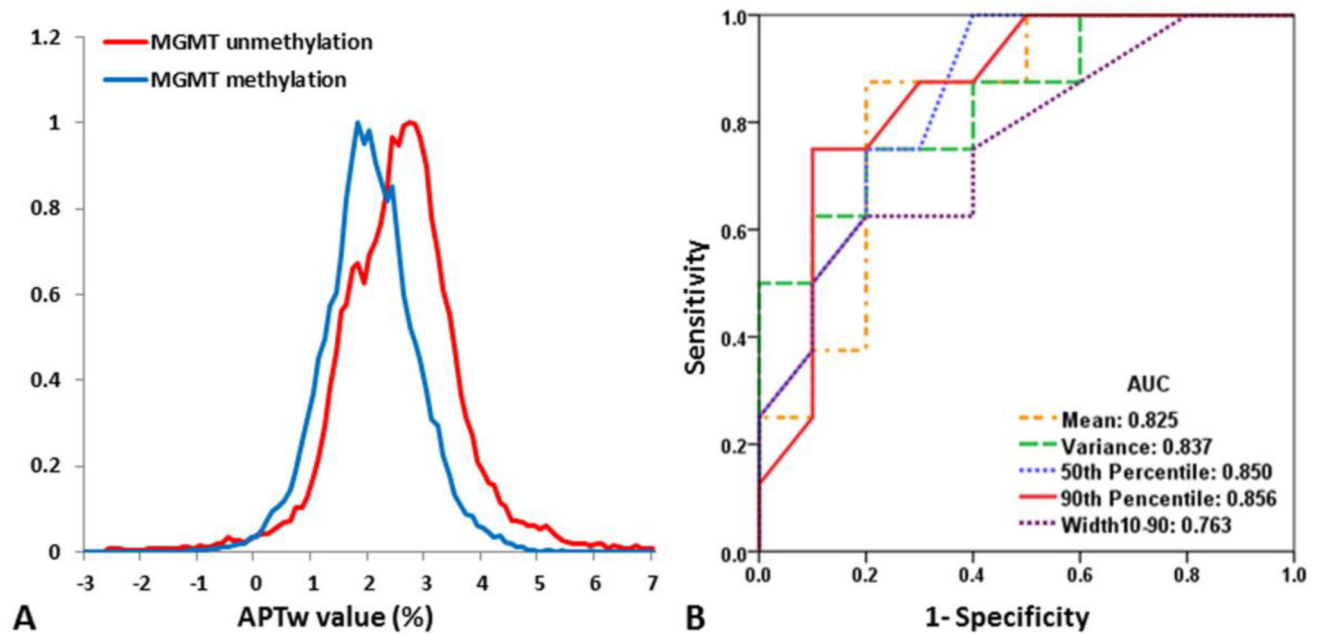 1.2
1
0.8
0.6
0.4
0.2
0
MGMT unmethylation
MGMT methylation
-3 -2 -1 0 1 2 3 4 5 6 7
APTw value (%)
A
1.0
0.8
0.6
0.4
0.2
0.0
Sensitivity
AUC
Mean: 0.825
Variance: 0.837
50th Percentile: 0.850
90th Pencentile: 0.856
Width10-90: 0.763
0.0 0.2 0.4 0.6 0.8 1.0
1- Specificity
B